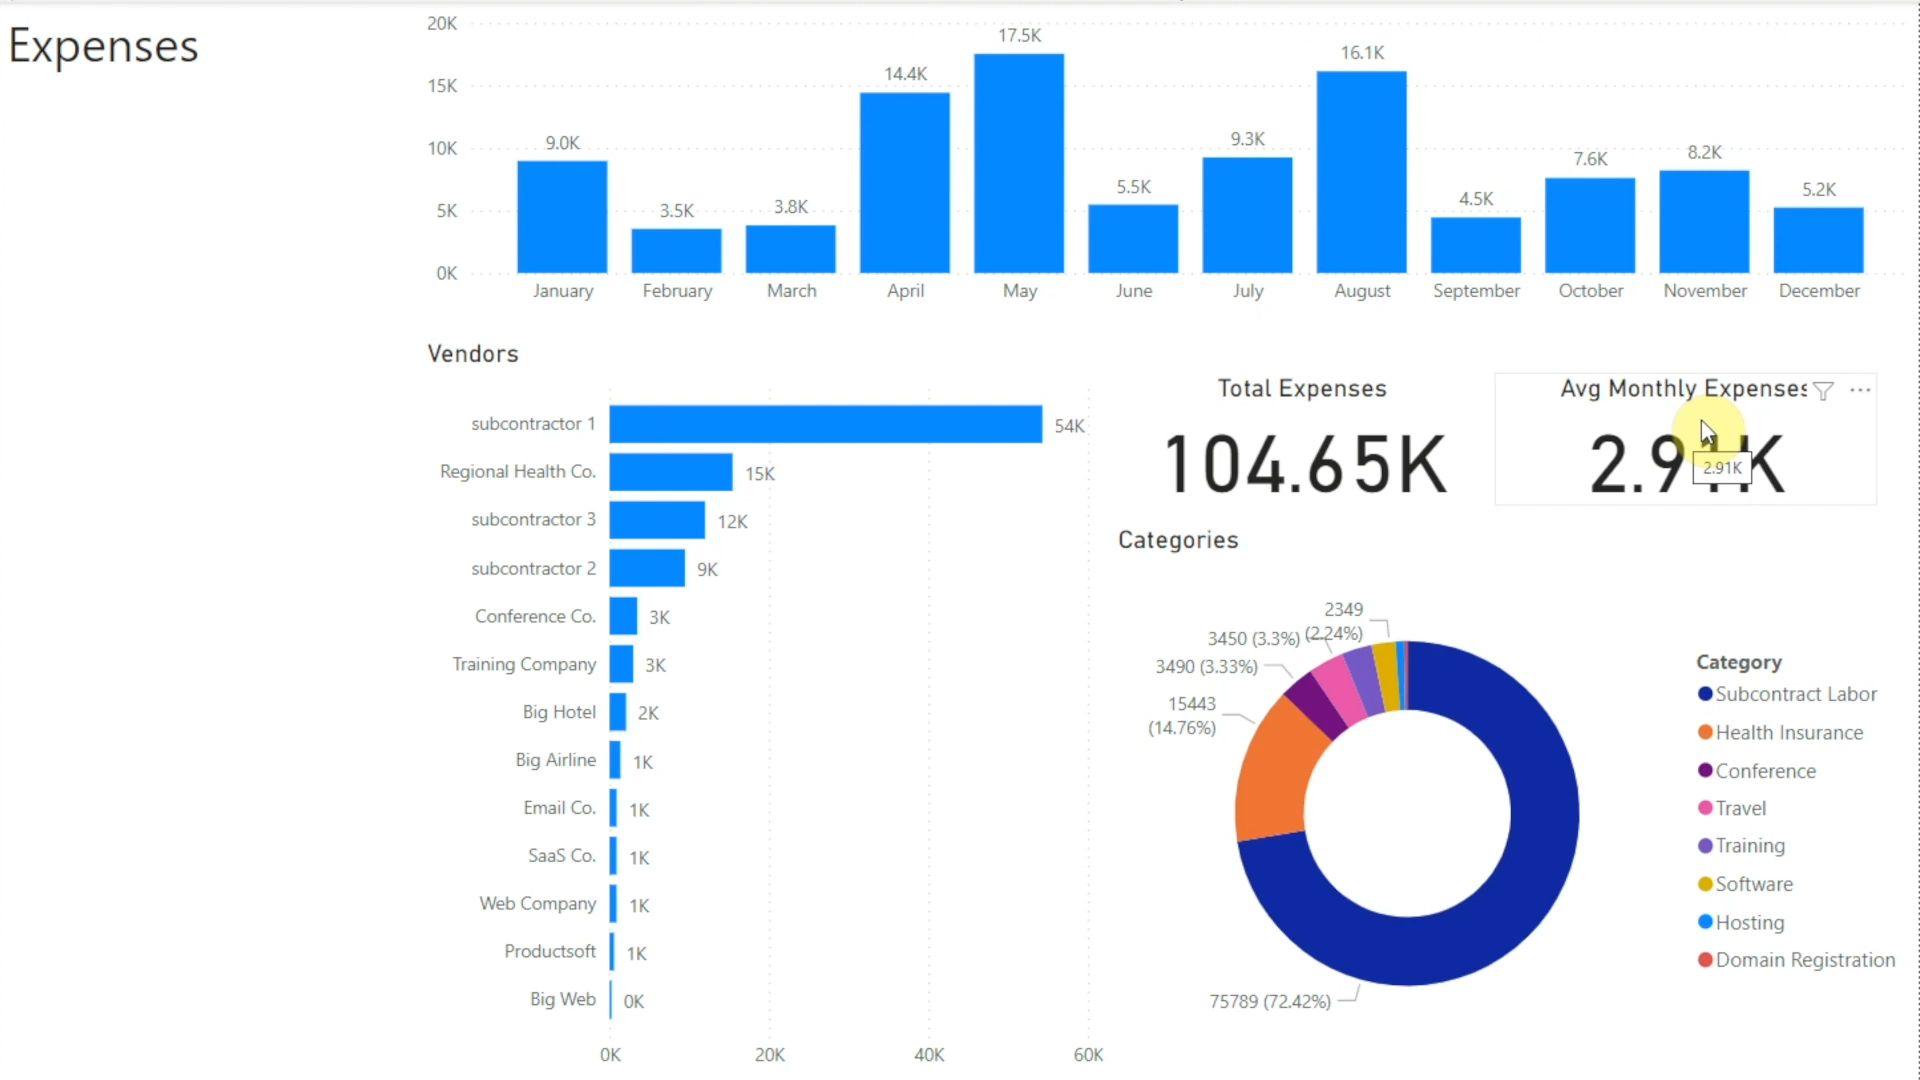 Expenses
20K
15K
10K
5K
0K
9.0K
3.5K
3.8K
14.4K
17.5K
5.5K
9.3K
16.1K
4.5K
7.6K
8.2K
5.2K
January
February
March
April
May
June
July
August
September
October
November
December
Vendors
subcontractor 1 54K
Regional Health Co. 15K
subcontractor 3 12K
subcontractor 2 9K
Conference Co. 3K
Training Company 3K
Big Hotel 2K
Big Airline 1K
Email Co. 1K
SaaS Co. 1K
Web Company 1K
Productsoft 1K
Big Web 0K
0K 20K 40K 60K
Total Expenses
104.65K
Avg Monthly Expenses
2.91K
2.91K
Categories
2349
(2.24%)
3450 (3.3%)
3490 (3.33%)
15443
(14.76%)
75789 (72.42%)
Category
Subcontract Labor
Health Insurance
Conference
Travel
Training
Software
Hosting
Domain Registration